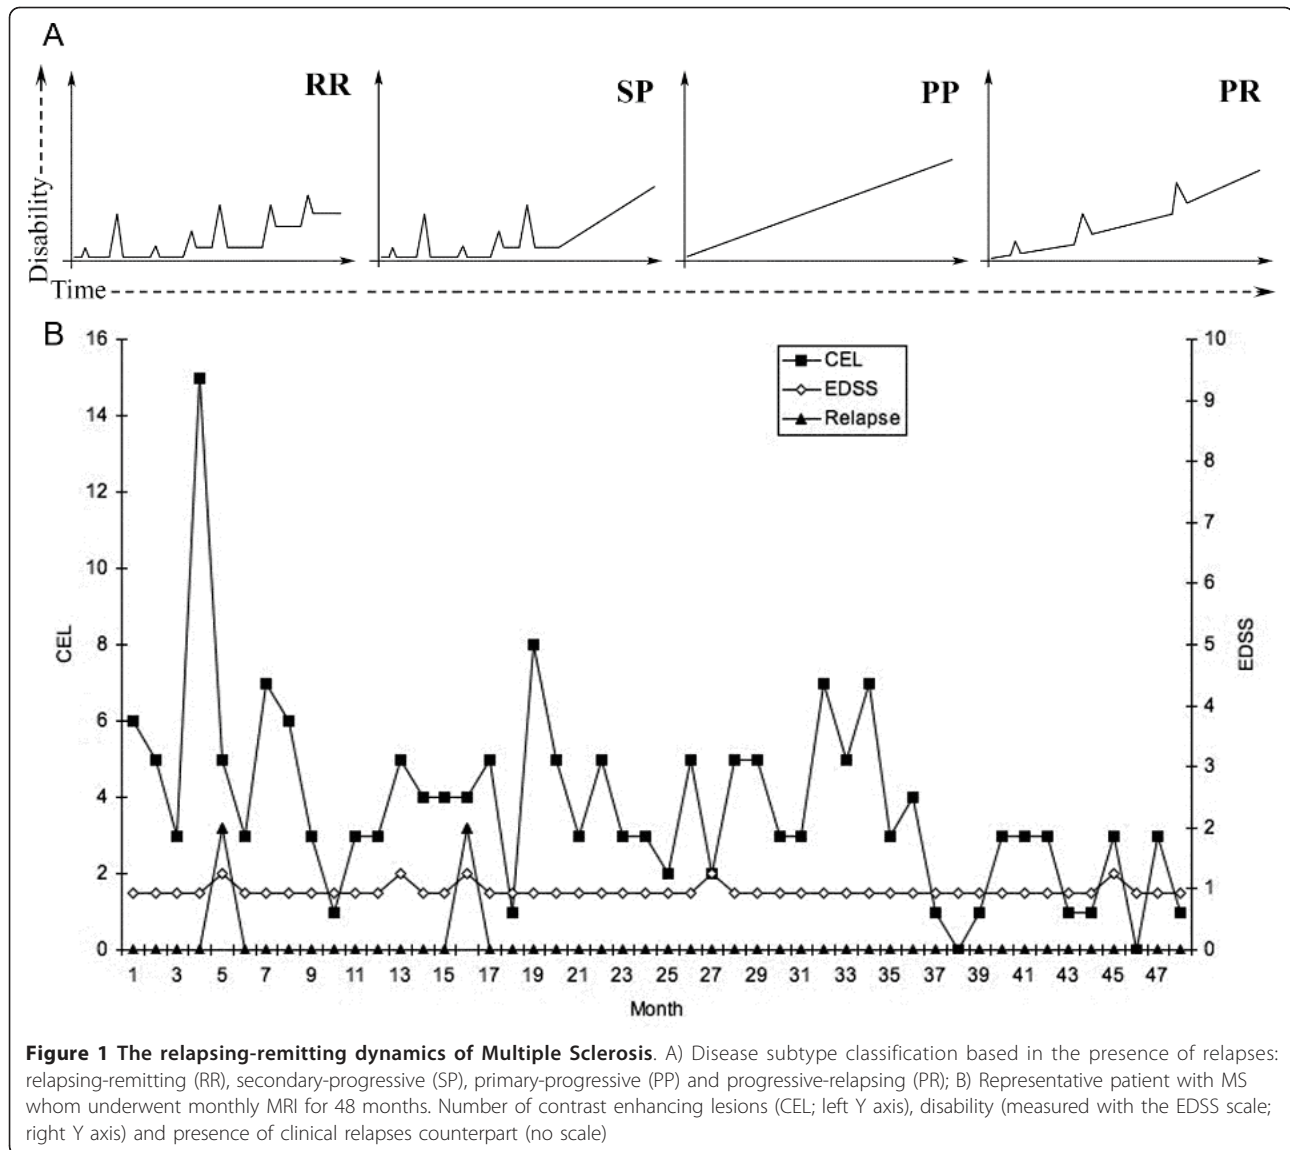 A
RR
SP
PP
PR
Disability
Time
B
16
14
12
10
8
6
4
2
0
CEL
10
9
8
7
6
5
4
3
2
1
0
EDSS
CEL
EDSS
Relapse
1 3 5 7 9 11 13 15 17 19 21 23 25 27 29 31 33 35 37 39 41 43 45 47
Month
Figure 1 The relapsing-remitting dynamics of Multiple Sclerosis. A) Disease subtype classification based in the presence of relapses:
relapsing-remitting (RR), secondary-progressive (SP), primary-progressive (PP) and progressive-relapsing (PR); B) Representative patient with MS
whom underwent monthly MRI for 48 months. Number of contrast enhancing lesions (CEL; left Y axis), disability (measured with the EDSS scale;
right Y axis) and presence of clinical relapses counterpart (no scale)